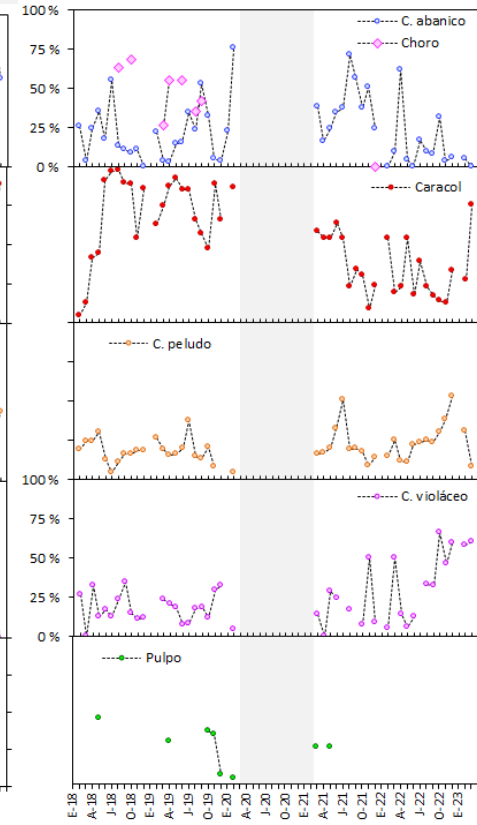 100 %
C. abanico
Choro
75 %
50 %
25 %
0 %
Caracol
C. peludo
100 %
C. violáceo
75 %
50 %
25 %
0 %
Pulpo
E-18
A-18
J-18
O-18
E-19
A-19
J-19
O-19
E-20
A-20
J-20
O-20
E-21
A-21
J-21
O-21
E-22
A-22
J-22
O-22
E-23